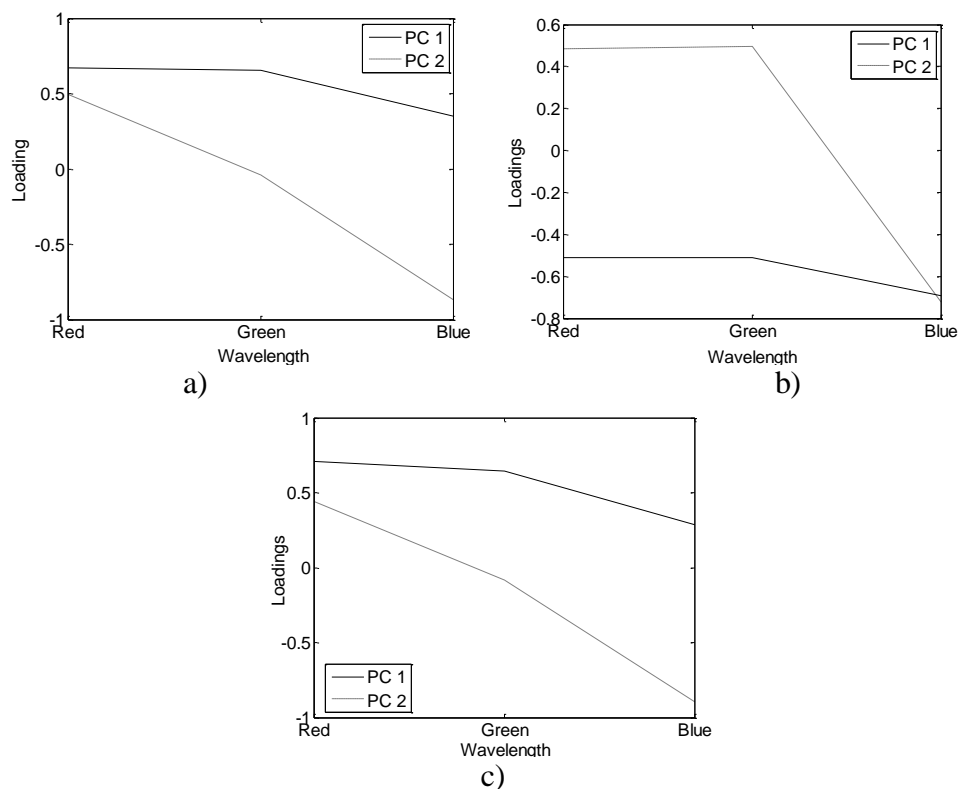 1
0.5
0
-0.5
-1
Loading
PC 1
PC 2
Red Green Blue
Wavelength
a)
0.6
0.4
0.2
0
-0.2
-0.4
-0.6
-0.8
Loadings
PC 1
PC 2
Red Green Blue
Wavelength
b)
1
0.5
0
-0.5
-1
Loadings
PC 1
PC 2
Red Green Blue
Wavelength
c)